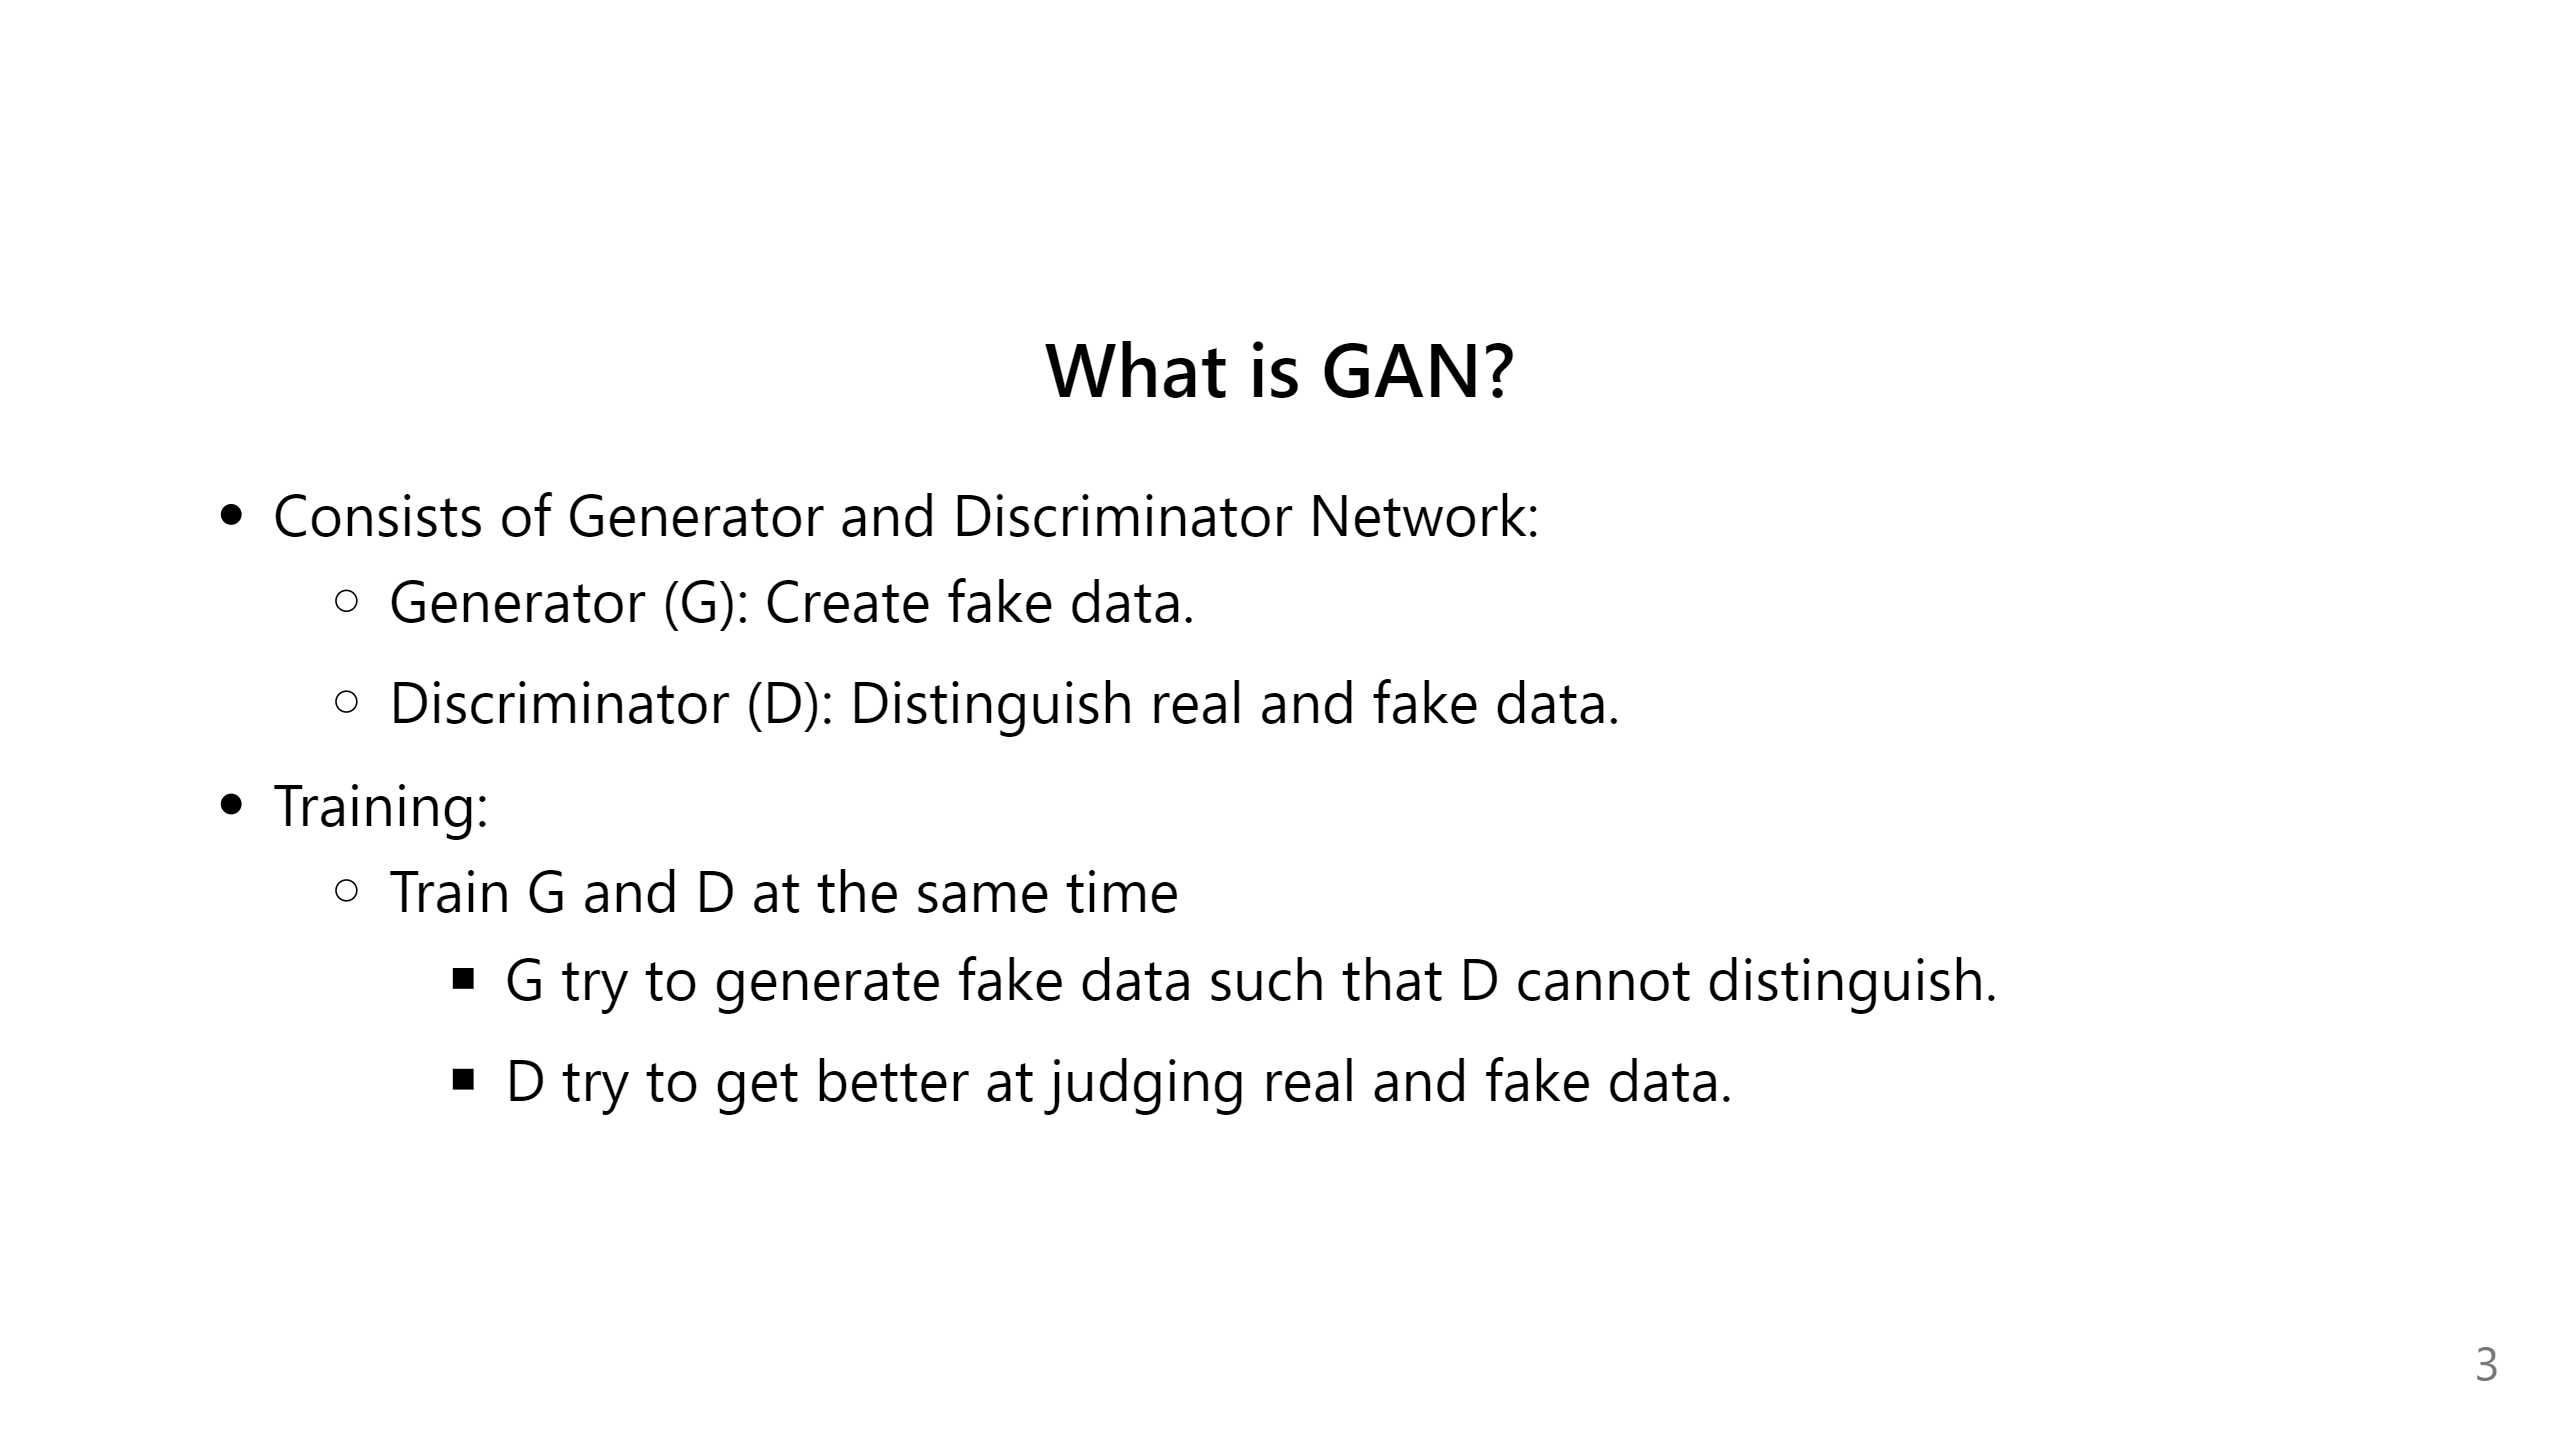 What is GAN?
Consists of Generator and Discriminator Network:
Generator (G): Create fake data.
Discriminator (D): Distinguish real and fake data.
Training:
Train G and D at the same time
G try to generate fake data such that D cannot distinguish.
D try to get better at judging real and fake data.
3